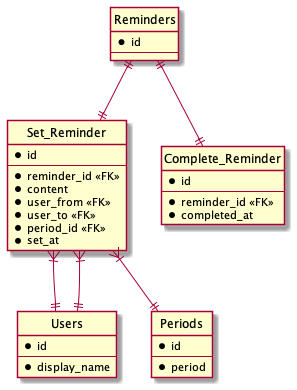 Reminders
id
Set_Reminder
id
reminder_id «FK»
content
user_from «FK»
user_to «FK»
period_id «FK»
set_at
Complete_Reminder
id
reminder_id «FK»
completed_at
Users
id
display_name
Periods
id
period